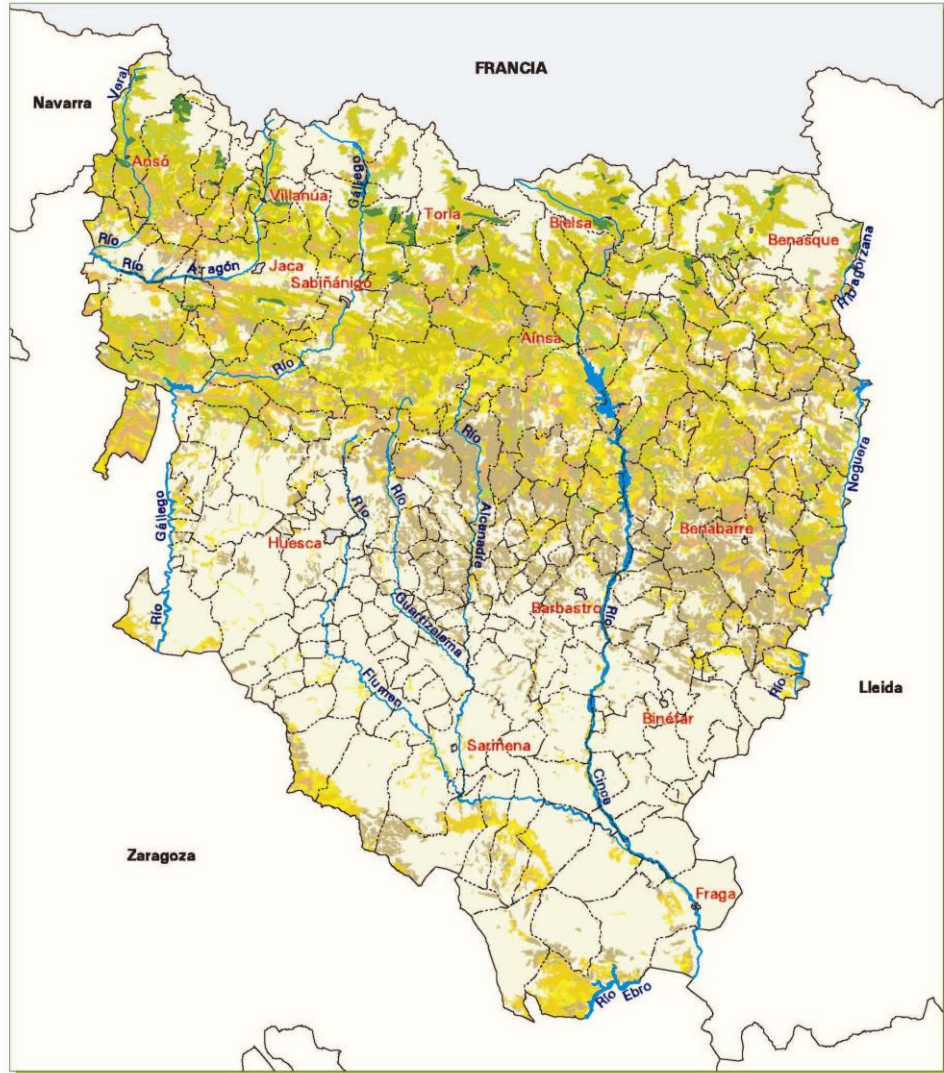 FRANCIA
Navarra
Veral
Ansó
Villanúa
Gállego
Torla
Bielsa
Benasque
Río
Río
Aragón
Jaca
Sabiñánigo
Río
Aínsa
Río
Noguera
Río
Río
Río
Alcanadre
Gállego
Huesca
Benabarre
Río
Guatizalema
Barbastro
Río
Flumen
Río
Lleida
Binéfar
Sariñena
Cinca
Zaragoza
Fraga
Río Ebro